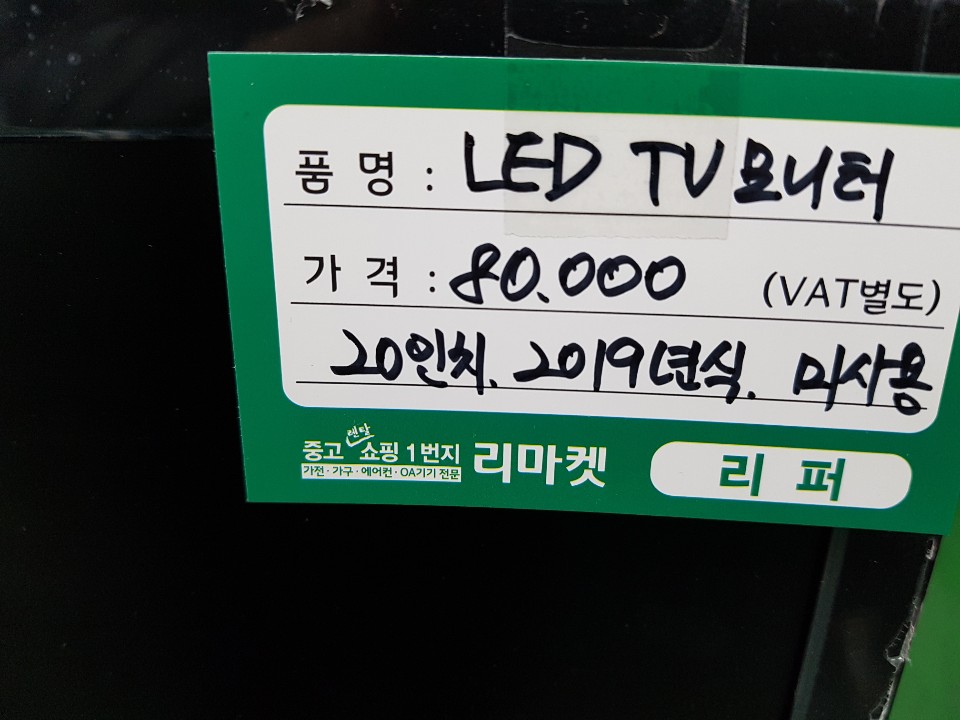 품 명 : LED TV 모니터
가 격 : 80.000 (VAT별도)
20인치. 2019년식. 미사용
렌탈
중고 쇼핑 1번지 리마켓 리 퍼
가전·가구·에어컨·OA기기 전문